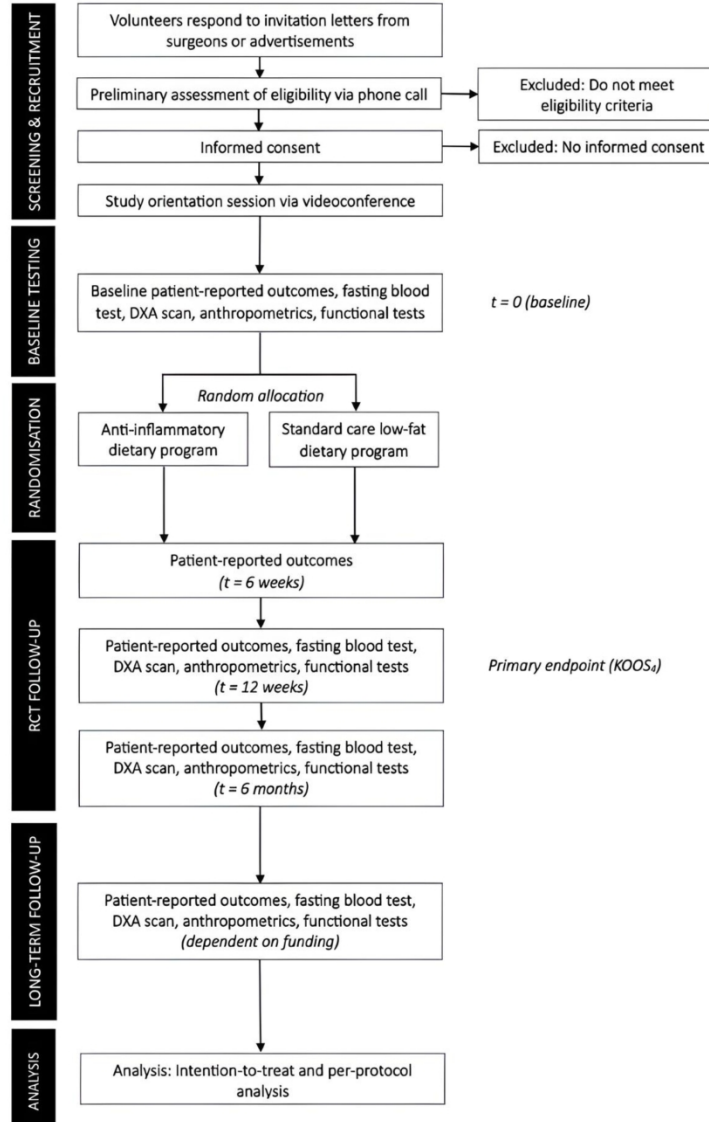 SCREENING & RECRUITMENT
Volunteers respond to invitation letters from
surgeons or advertisements
Preliminary assessment of eligibility via phone call
Excluded: Do not meet
eligibility criteria
Informed consent
Excluded: No informed consent
Study orientation session via videoconference
BASELINE TESTING
Baseline patient-reported outcomes, fasting blood
test, DXA scan, anthropometrics, functional tests
t = 0 (baseline)
RANDOMISATION
Random allocation
Anti-inflammatory
dietary program
Standard care low-fat
dietary program
RCT FOLLOW-UP
Patient-reported outcomes
(t = 6 weeks)
Patient-reported outcomes, fasting blood test,
DXA scan, anthropometrics, functional tests
(t = 12 weeks)
Primary endpoint (KOOS₄)
Patient-reported outcomes, fasting blood test,
DXA scan, anthropometrics, functional tests
(t = 6 months)
LONG-TERM FOLLOW-UP
Patient-reported outcomes, fasting blood test,
DXA scan, anthropometrics, functional tests
(dependent on funding)
ANALYSIS
Analysis: Intention-to-treat and per-protocol
analysis